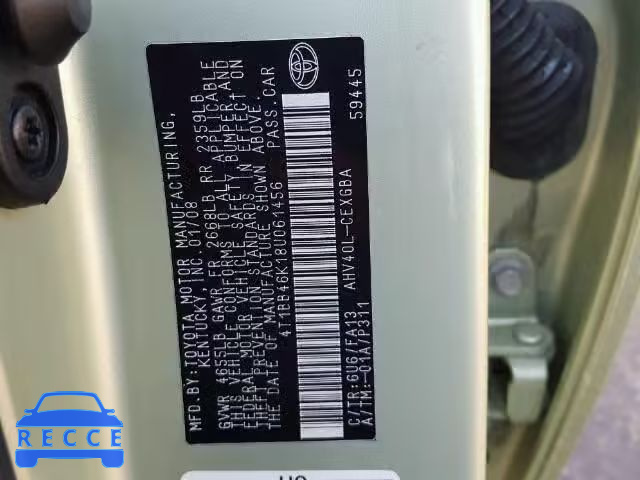 MFD. BY: TOYOTA MOTOR MANUFACTURING,
KENTUCKY, INC. 01/08
GVWR 4655LB GAWR FR 2668LB RR 2359LB
THIS VEHICLE CONFORMS TO ALL APPLICABLE
FEDERAL MOTOR VEHICLE SAFETY, BUMPER, AND
THEFT PREVENTION STANDARDS IN EFFECT ON
THE DATE OF MANUFACTURE SHOWN ABOVE.
4T1BB46K18U061456 PASS. CAR
C/TR:6U6/FA13 AHV40L-CEXGBA
A/TM:-01A/P311 59445
RECCE